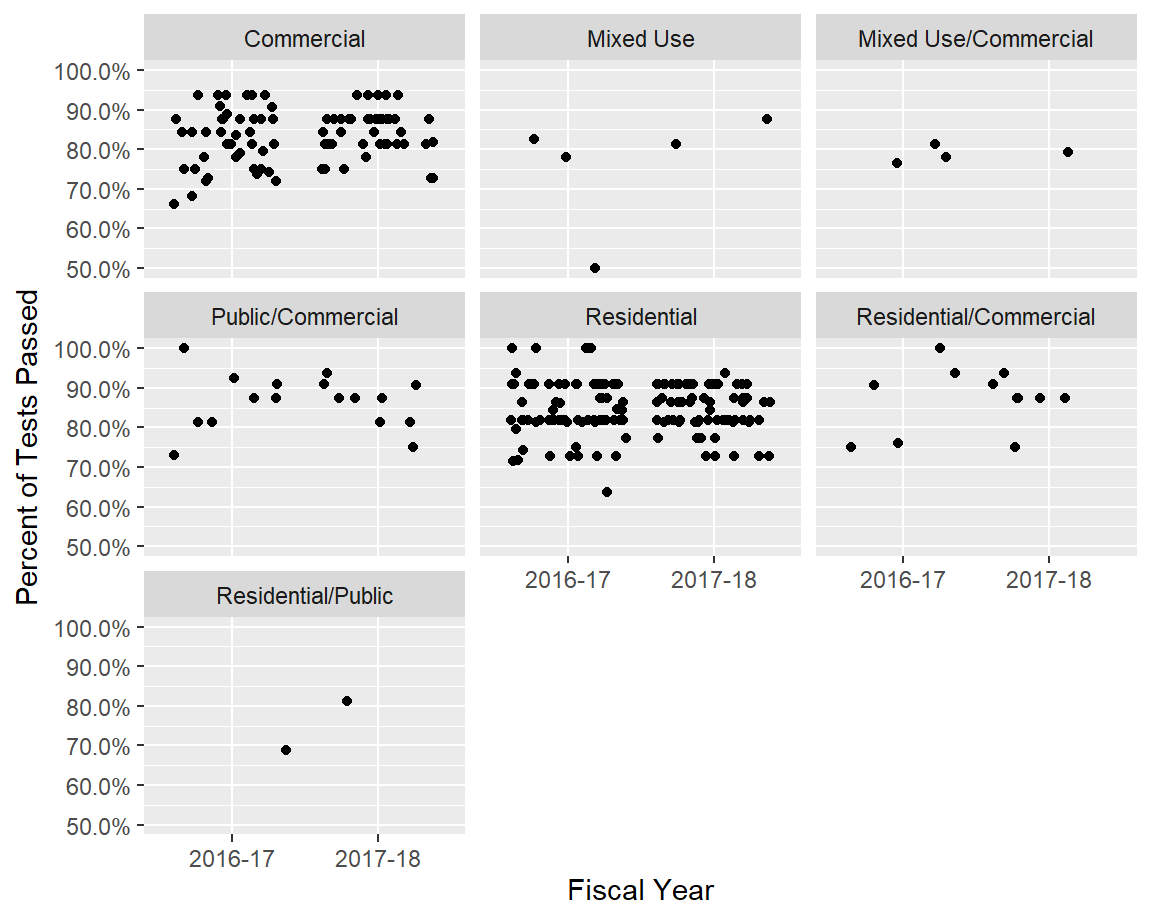 Commercial
Mixed Use
Mixed Use/Commercial
100.0%
90.0%
80.0%
70.0%
60.0%
50.0%
Public/Commercial
Residential
Residential/Commercial
100.0%
90.0%
80.0%
70.0%
60.0%
50.0%
2016-17
2017-18
2016-17
2017-18
Residential/Public
100.0%
90.0%
80.0%
70.0%
60.0%
50.0%
2016-17
2017-18
Percent of Tests Passed
Fiscal Year